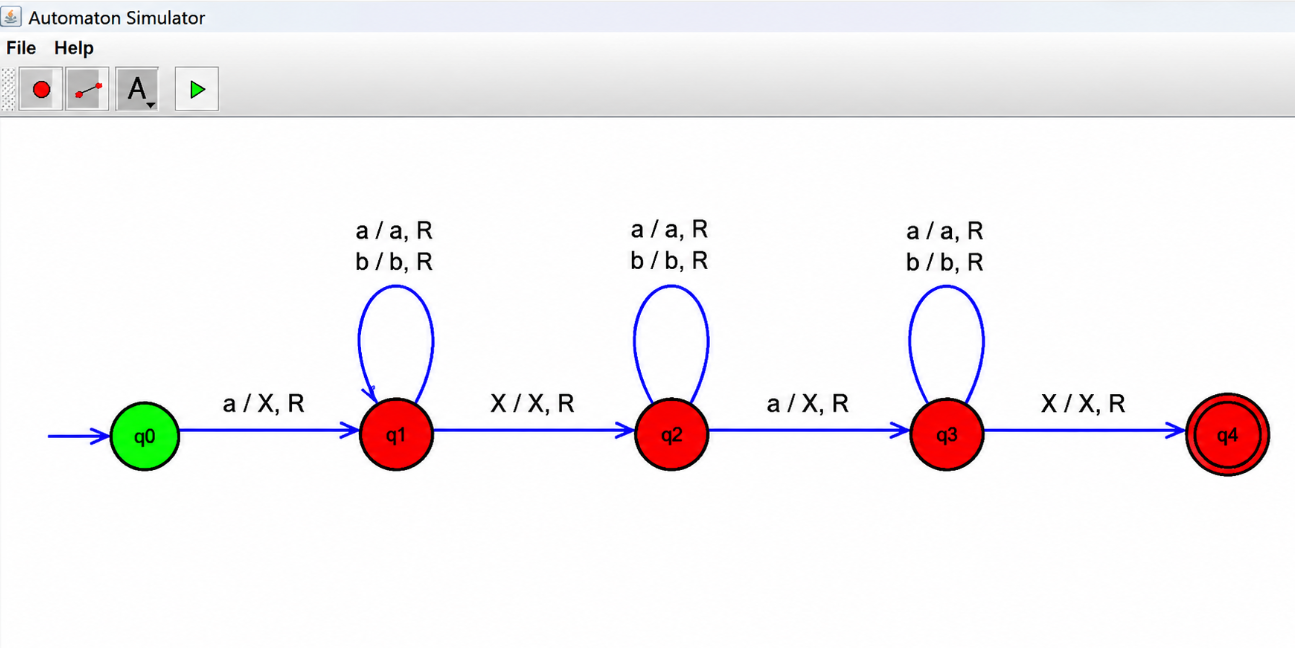 Automaton Simulator
File Help
A
a / a, R
b / b, R
a / a, R
b / b, R
a / a, R
b / b, R
a / X, R
X / X, R
a / X, R
X / X, R
q0
q1
q2
q3
q4